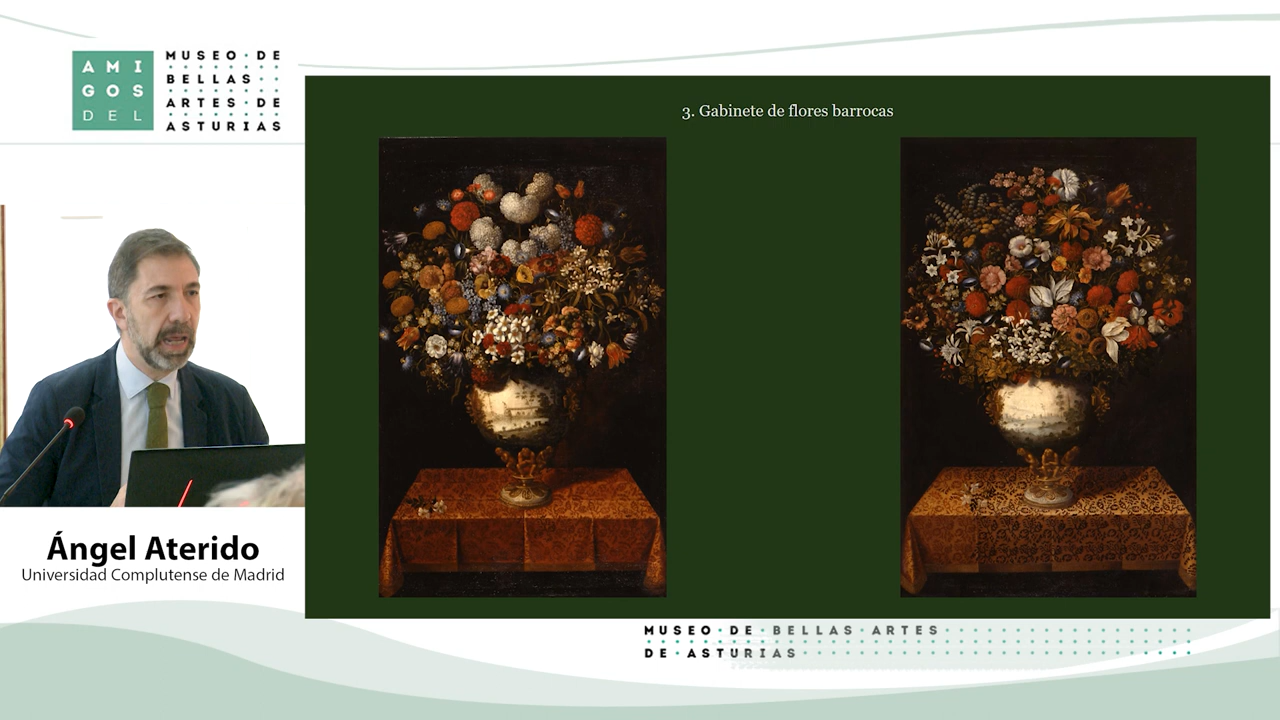 AMI
GOS
DEL
MUSEO·DE
BELLAS
ARTES·DE
ASTURIAS
3. Gabinete de flores barrocas
Ángel Aterido
Universidad Complutense de Madrid
MUSEO·DE·BELLAS·ARTES
DE·ASTURIAS